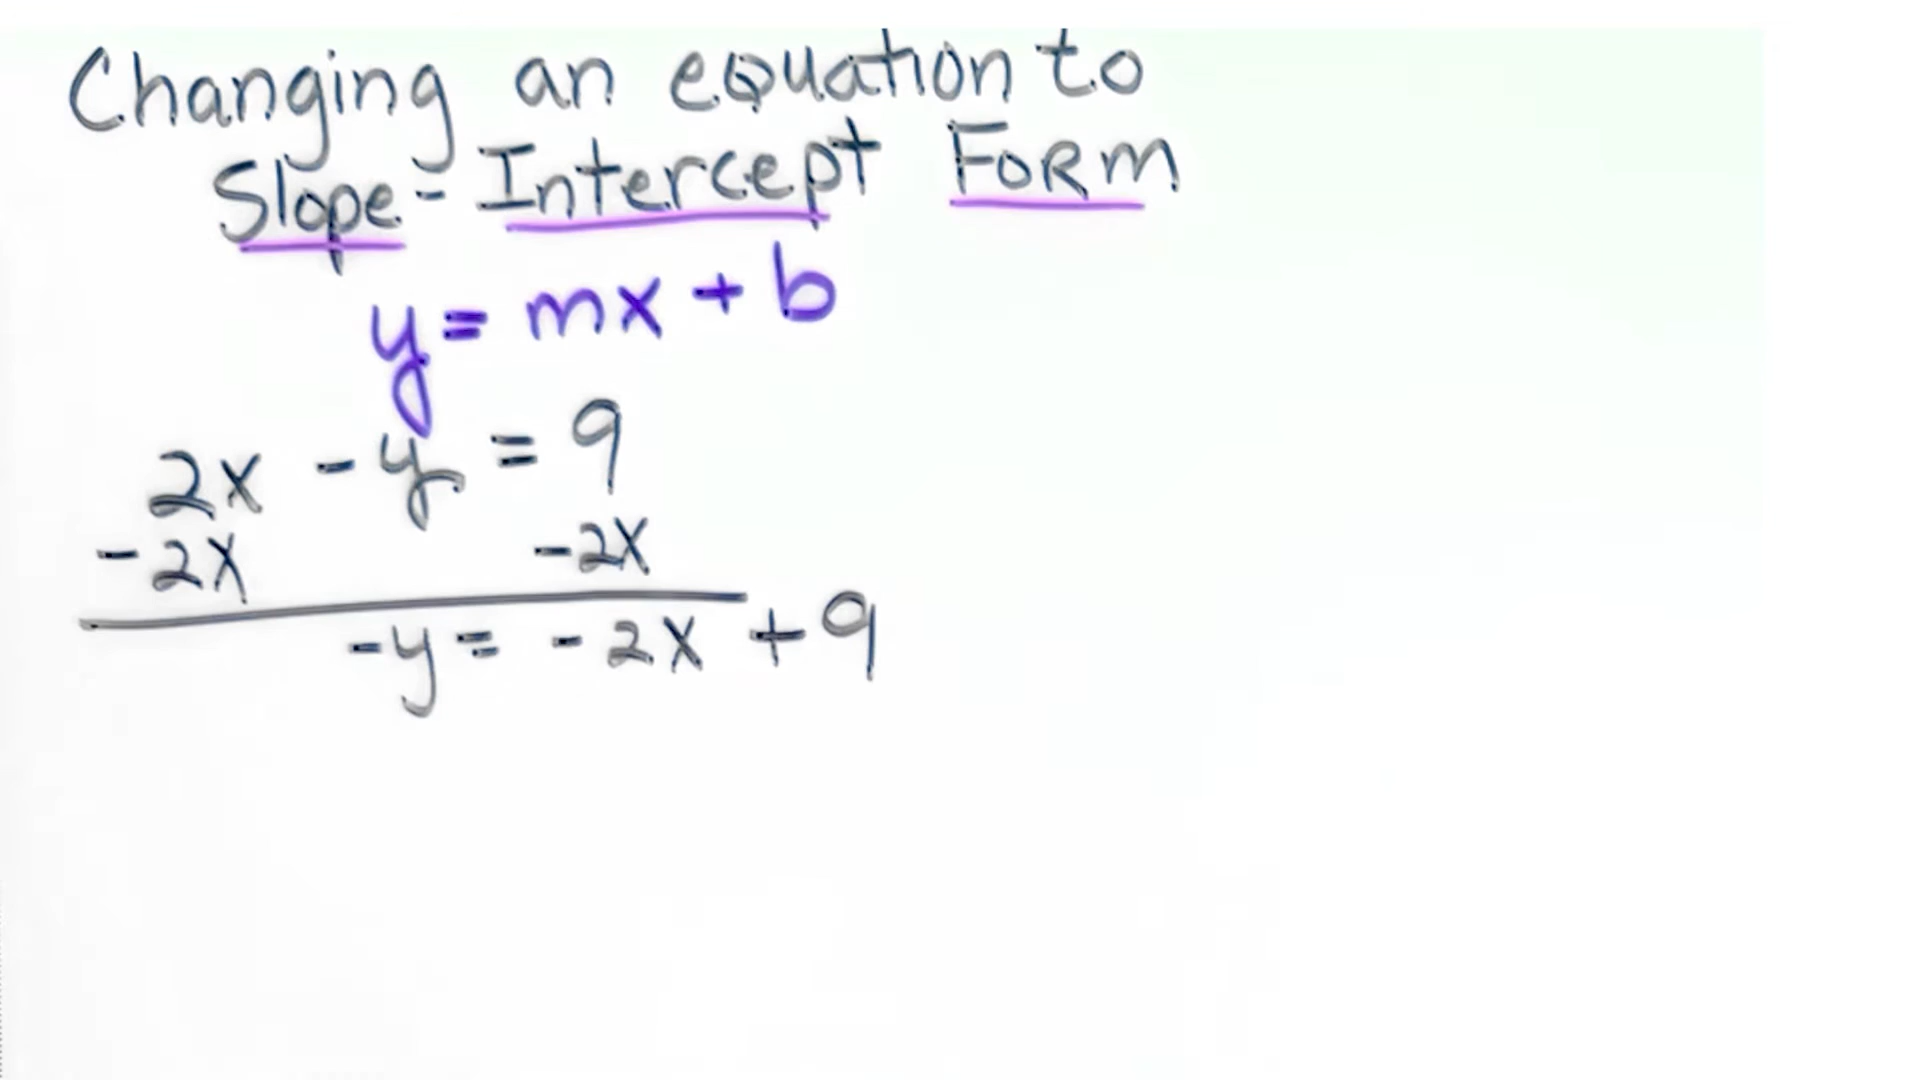 Changing an equation to
Slope-Intercept Form
y = mx + b
2x - y = 9
- 2x - 2x
-y = - 2x + 9